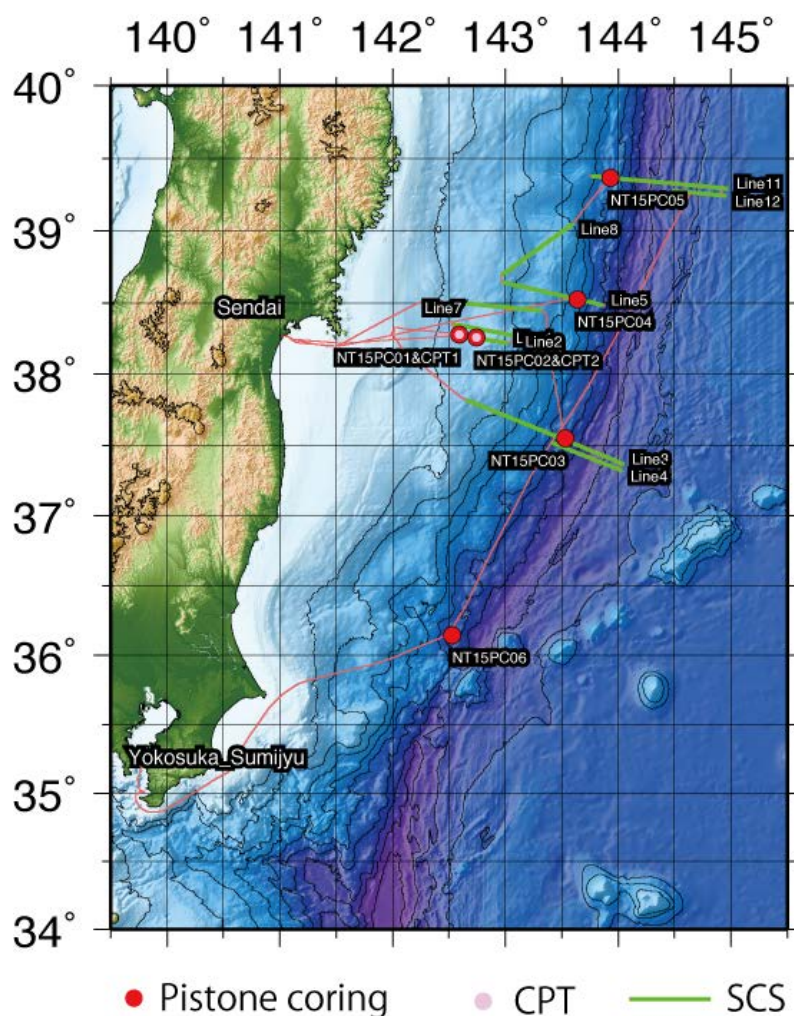 140° 141° 142° 143° 144° 145°
40°
Line11
NT15PC05
Line12
39°
Line8
Sendai
Line7
Line5
NT15PC04
Line2
NT15PC01&CPT1
NT15PC02&CPT2
38°
NT15PC03
Line3
Line4
37°
36°
NT15PC06
Yokosuka_Sumijyu
35°
34°
Pistone coring
CPT
SCS